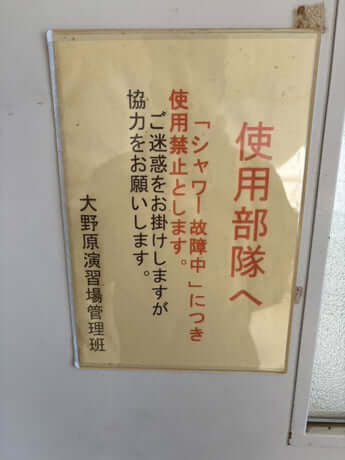 使用部隊へ
「シャワー故障中」につき
使用禁止とします。
ご迷惑をお掛けしますが
協力をお願いします。
大野原演習場管理班